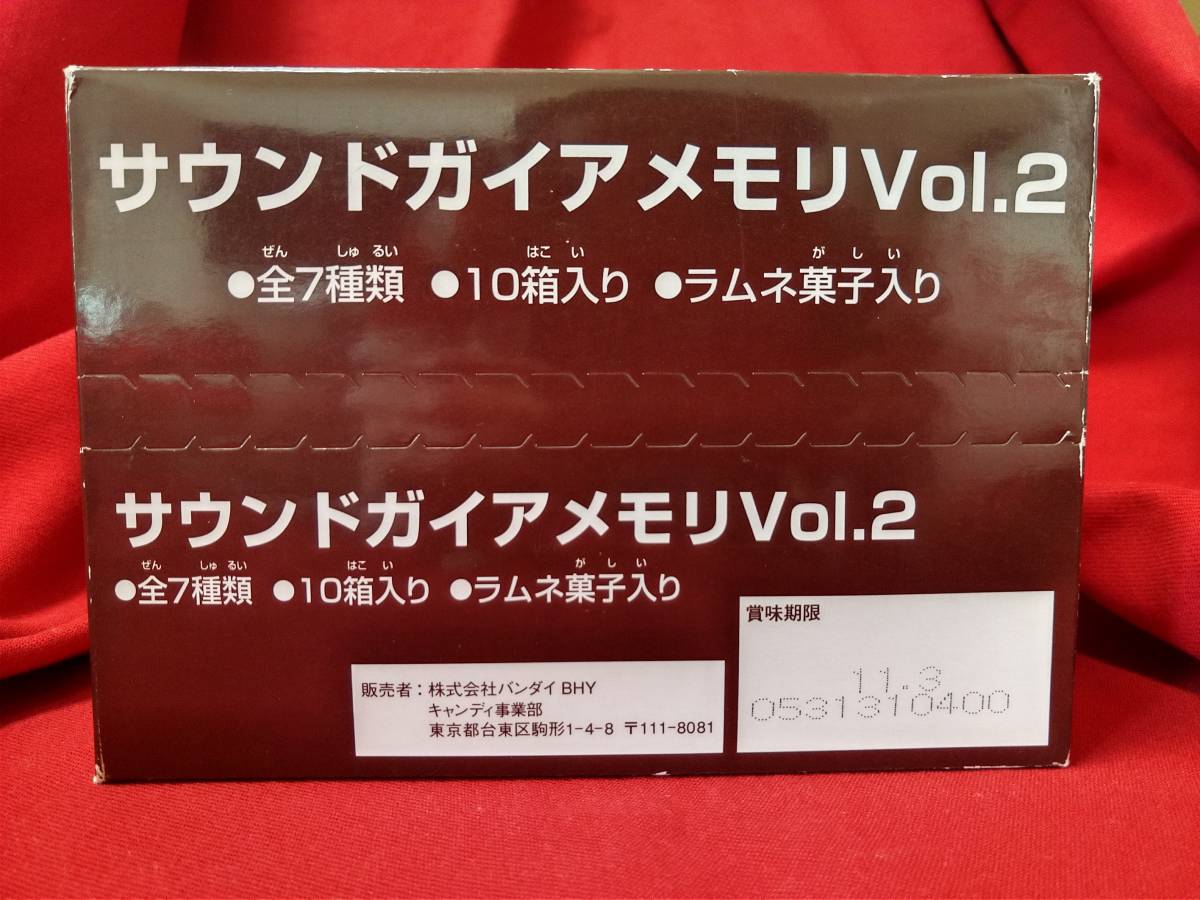 サウンドガイアメモリVol.2
ぜん しゅ るい はこ い が し い
●全7種類 ●10箱入り ●ラムネ菓子入り
サウンドガイアメモリVol.2
ぜん しゅ るい はこ い が し い
●全7種類 ●10箱入り ●ラムネ菓子入り
賞味期限
11.3
0531310400
販売者：株式会社バンダイ BHY
キャンディ事業部
東京都台東区駒形1-4-8 〒111-8081